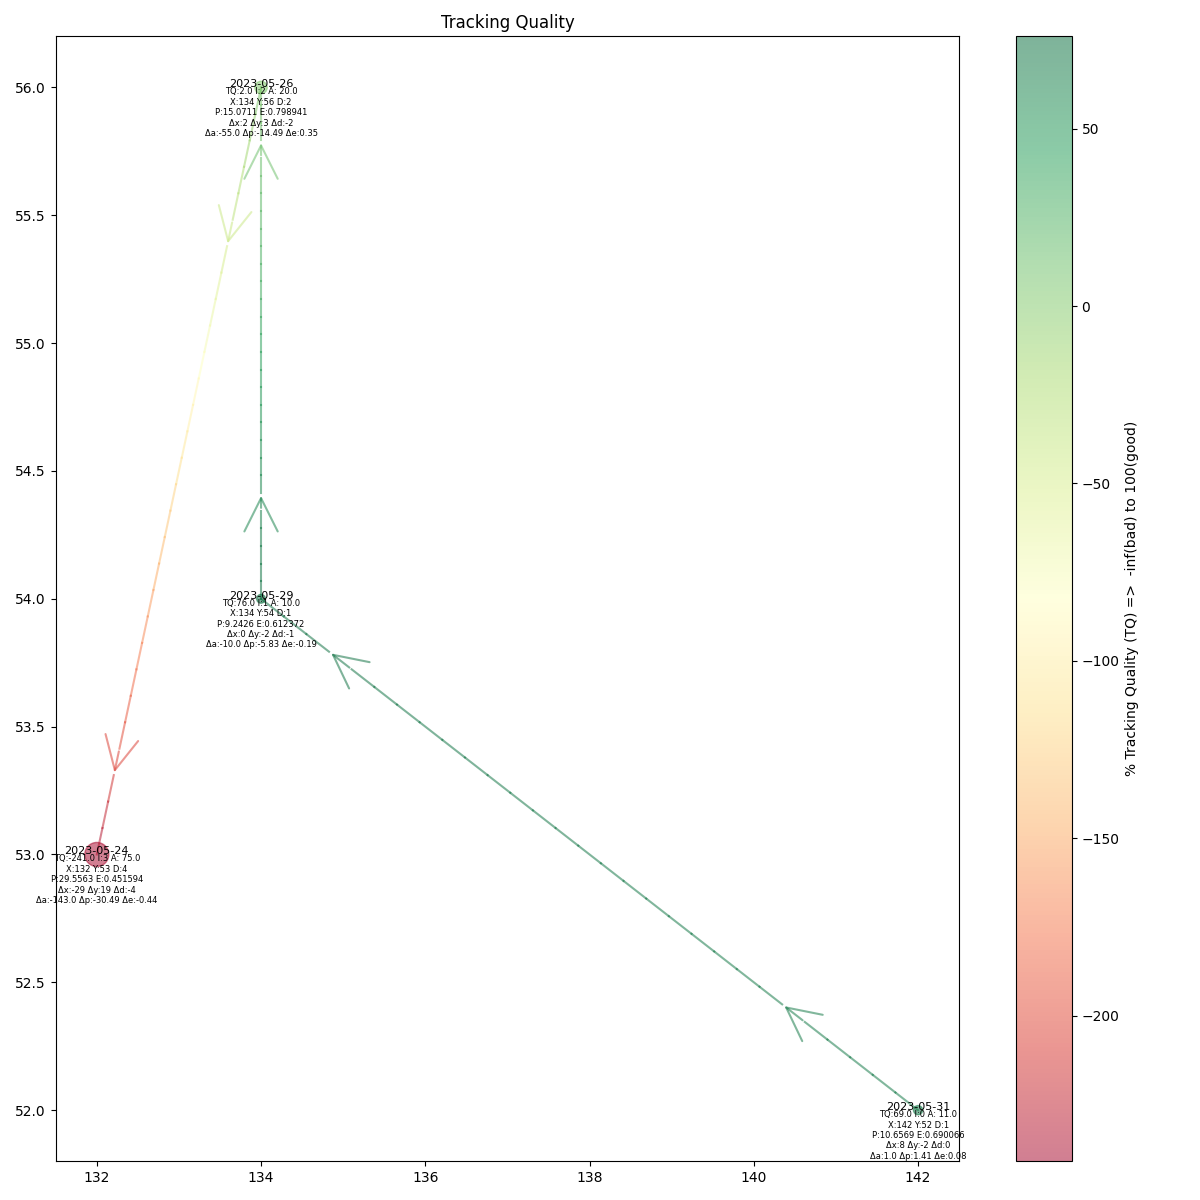 Tracking Quality
56.0
55.5
55.0
54.5
54.0
53.5
53.0
52.5
52.0
132
134
136
138
140
142
2023-05-26
TQ:2.0 I:2 A: 20.0
X:134 Y:56 D:2
P:15.0711 E:0.798941
Δx:2 Δy:3 Δd:-2
Δa:-55.0 Δp:-14.49 Δe:0.35
2023-05-29
TQ:76.0 I:1 A: 10.0
X:134 Y:54 D:1
P:9.2426 E:0.612372
Δx:0 Δy:-2 Δd:-1
Δa:-10.0 Δp:-5.83 Δe:-0.19
2023-05-24
TQ:-241.0 I:3 A: 75.0
X:132 Y:53 D:4
P:29.5563 E:0.451594
Δx:-29 Δy:19 Δd:-4
Δa:-143.0 Δp:-30.49 Δe:-0.44
2023-05-31
TQ:69.0 I:0 A: 11.0
X:142 Y:52 D:1
P:10.6569 E:0.690066
Δx:8 Δy:-2 Δd:0
Δa:1.0 Δp:1.41 Δe:0.08
50
0
−50
−100
−150
−200
% Tracking Quality (TQ) => -inf(bad) to 100(good)